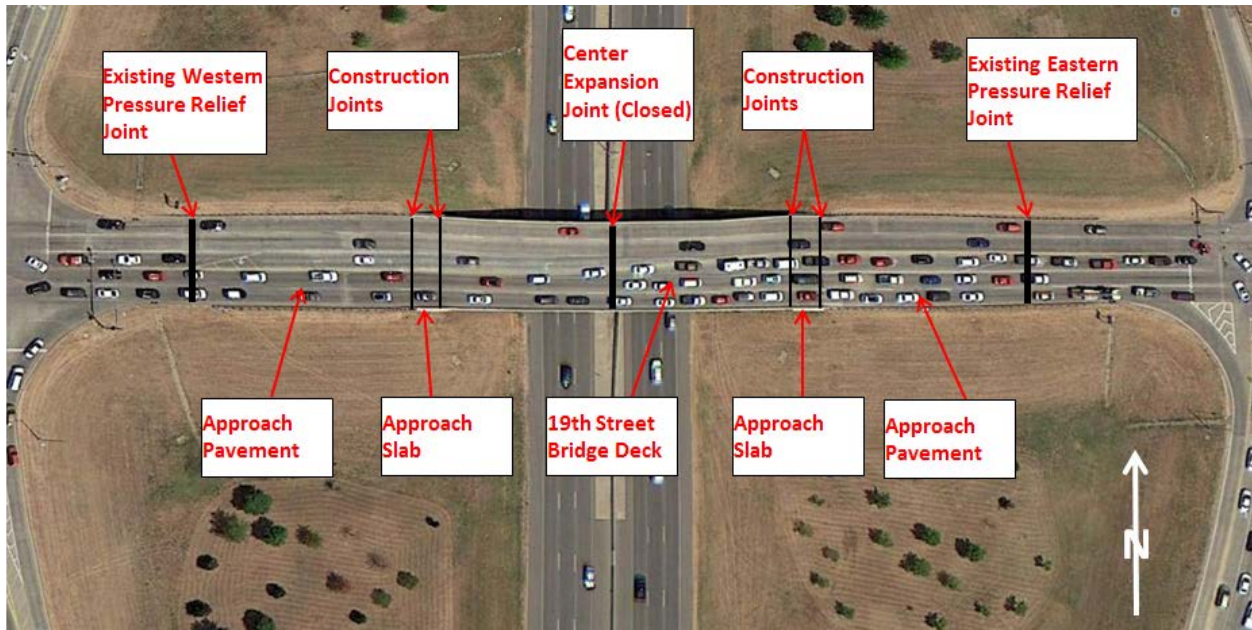 Existing Western
Pressure Relief
Joint
Construction
Joints
Center
Expansion
Joint (Closed)
Construction
Joints
Existing Eastern
Pressure Relief
Joint
Approach
Pavement
Approach
Slab
19th Street
Bridge Deck
Approach
Slab
Approach
Pavement
N